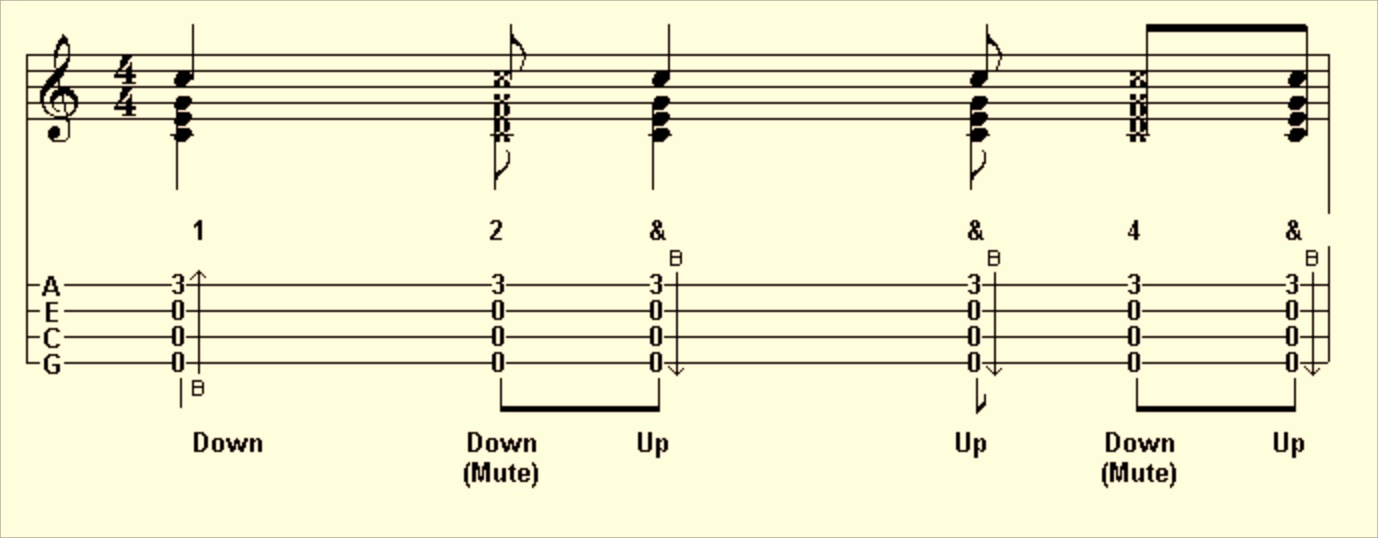 4
4
1 2 & & 4 &
B B B
A 3 3 3 3 3 3
E 0 0 0 0 0 0
C 0 0 0 0 0 0
G 0 0 0 0 0 0
B
Down Down Up Up Down Up
(Mute) (Mute)